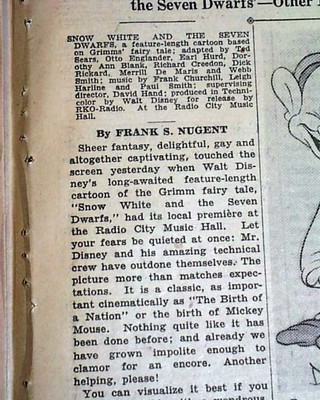 the Seven Dwarfs'—Other
SNOW WHITE AND THE SEVEN
DWARFS, a feature-length cartoon based
on Grimms' fairy tale; adapted by Ted
Sears, Otto Englander, Earl Hurd, Dor-
othy Ann Blank, Richard Creedon, Dick
Rickard, Merrill De Maris and Webb
Smith; music by Frank Churchill, Leigh
Harline and Paul Smith; supervising
director, David Hand; produced in Techni-
color by Walt Disney for release by
RKO-Radio. At the Radio City Music
Hall.
By FRANK S. NUGENT
Sheer fantasy, delightful, gay and
altogether captivating, touched the
screen yesterday when Walt Dis-
ney's long-awaited feature-length
cartoon of the Grimm fairy tale,
"Snow White and the Seven
Dwarfs," had its local première at
the Radio City Music Hall. Let
your fears be quieted at once: Mr.
Disney and his amazing technical
crew have outdone themselves. The
picture more than matches expec-
tations. It is a classic, as impor-
tant cinematically as "The Birth of
a Nation" or the birth of Mickey
Mouse. Nothing quite like it has
been done before; and already we
have grown impolite enough to
clamor for an encore. Another
helping, please!
You can visualize it best if you